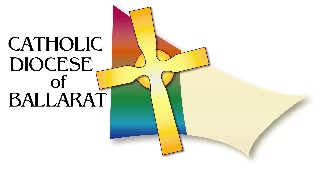 CATHOLIC
DIOCESE
of
BALLARAT